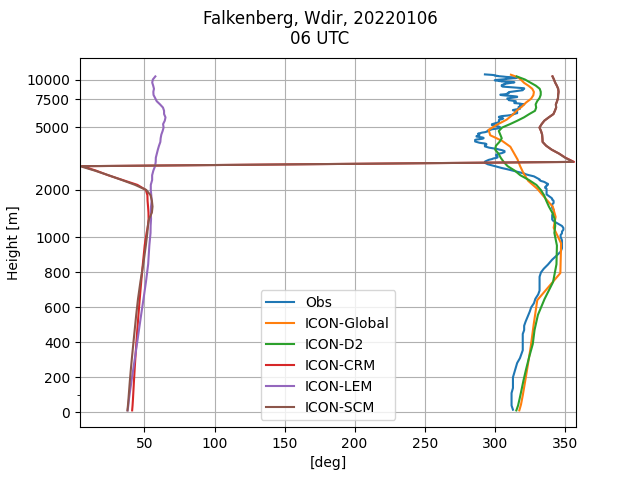 Falkenberg, Wdir, 20220106
06 UTC
Height [m]
10000
7500
5000
2000
1000
800
600
400
200
0
Obs
ICON-Global
ICON-D2
ICON-CRM
ICON-LEM
ICON-SCM
50
100
150
200
250
300
350
[deg]